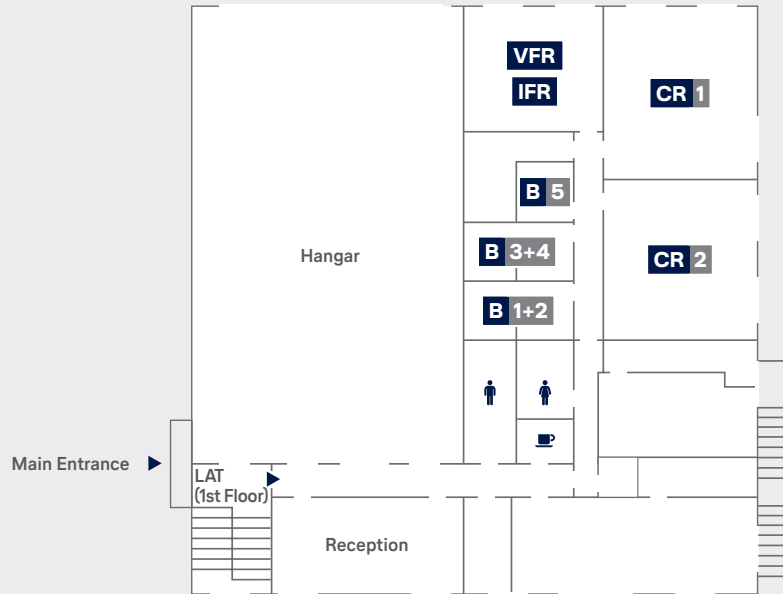 VFR
IFR
CR 1
B 5
Hangar
B 3+4
CR 2
B 1+2
Main Entrance
LAT
(1st Floor)
Reception